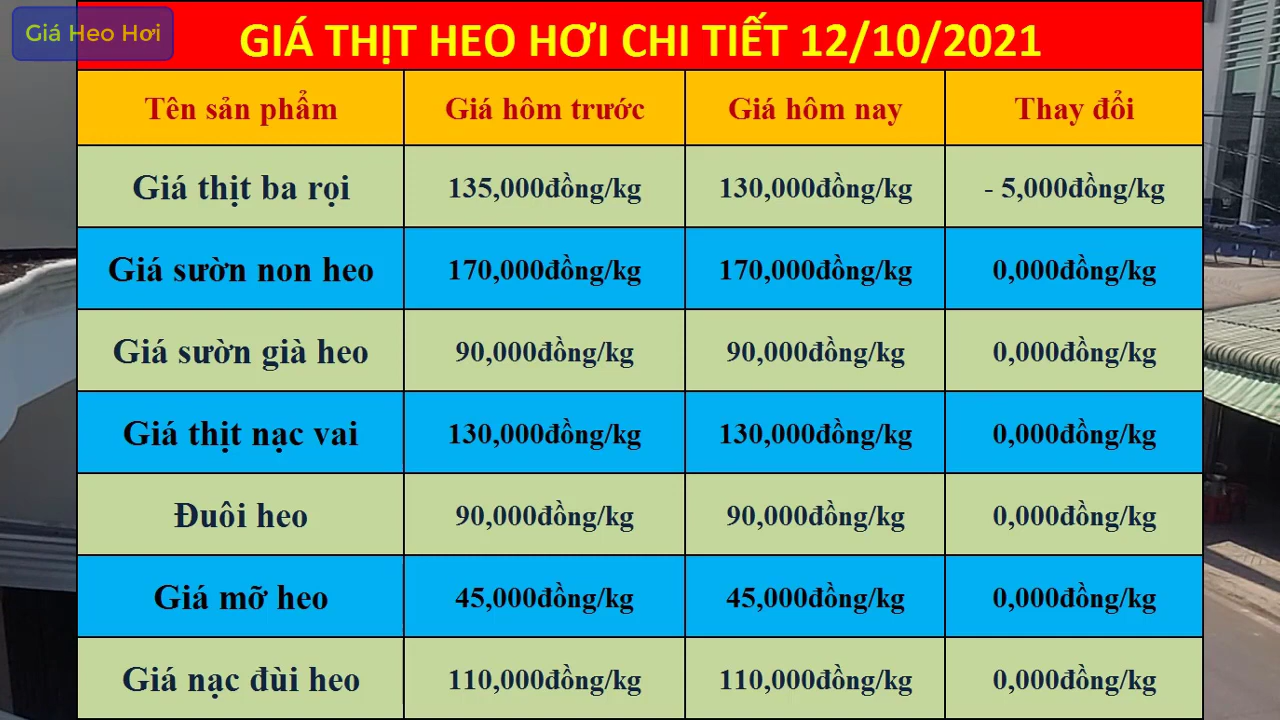 Giá Heo Hơi
GIÁ THỊT HEO HƠI CHI TIẾT 12/10/2021
Tên sản phẩm Giá hôm trước Giá hôm nay Thay đổi
Giá thịt ba rọi 135,000đồng/kg 130,000đồng/kg - 5,000đồng/kg
Giá sườn non heo 170,000đồng/kg 170,000đồng/kg 0,000đồng/kg
Giá sườn già heo 90,000đồng/kg 90,000đồng/kg 0,000đồng/kg
Giá thịt nạc vai 130,000đồng/kg 130,000đồng/kg 0,000đồng/kg
Đuôi heo 90,000đồng/kg 90,000đồng/kg 0,000đồng/kg
Giá mỡ heo 45,000đồng/kg 45,000đồng/kg 0,000đồng/kg
Giá nạc đùi heo 110,000đồng/kg 110,000đồng/kg 0,000đồng/kg